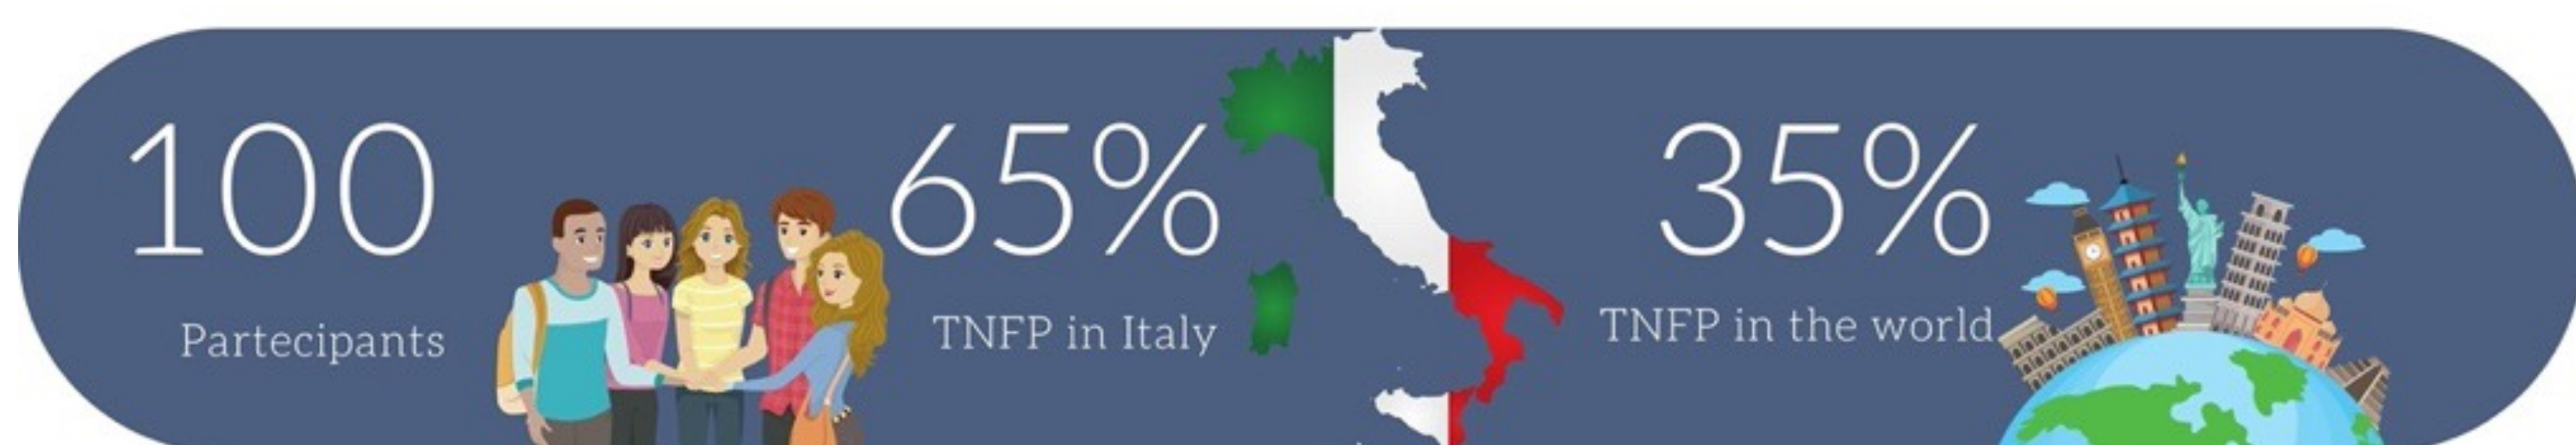 100
Partecipants
65%
TNFP in Italy
35%
TNFP in the world